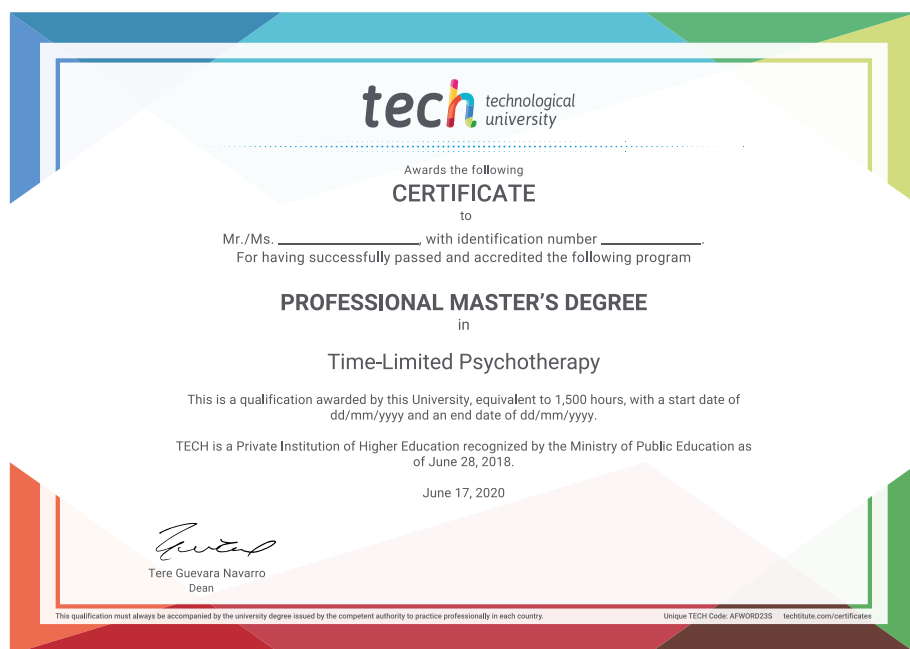 tech technological
university
Awards the following
CERTIFICATE
to
Mr./Ms. ____________________, with identification number ______________.
For having successfully passed and accredited the following program
PROFESSIONAL MASTER'S DEGREE
in
Time-Limited Psychotherapy
This is a qualification awarded by this University, equivalent to 1,500 hours, with a start date of
dd/mm/yyyy and an end date of dd/mm/yyyy.
TECH is a Private Institution of Higher Education recognized by the Ministry of Public Education as
of June 28, 2018.
June 17, 2020
Tere Guevara Navarro
Dean
This qualification must always be accompanied by the university degree issued by the competent authority to practice professionally in each country. Unique TECH Code: AFWORD23S techtitute.com/certificates